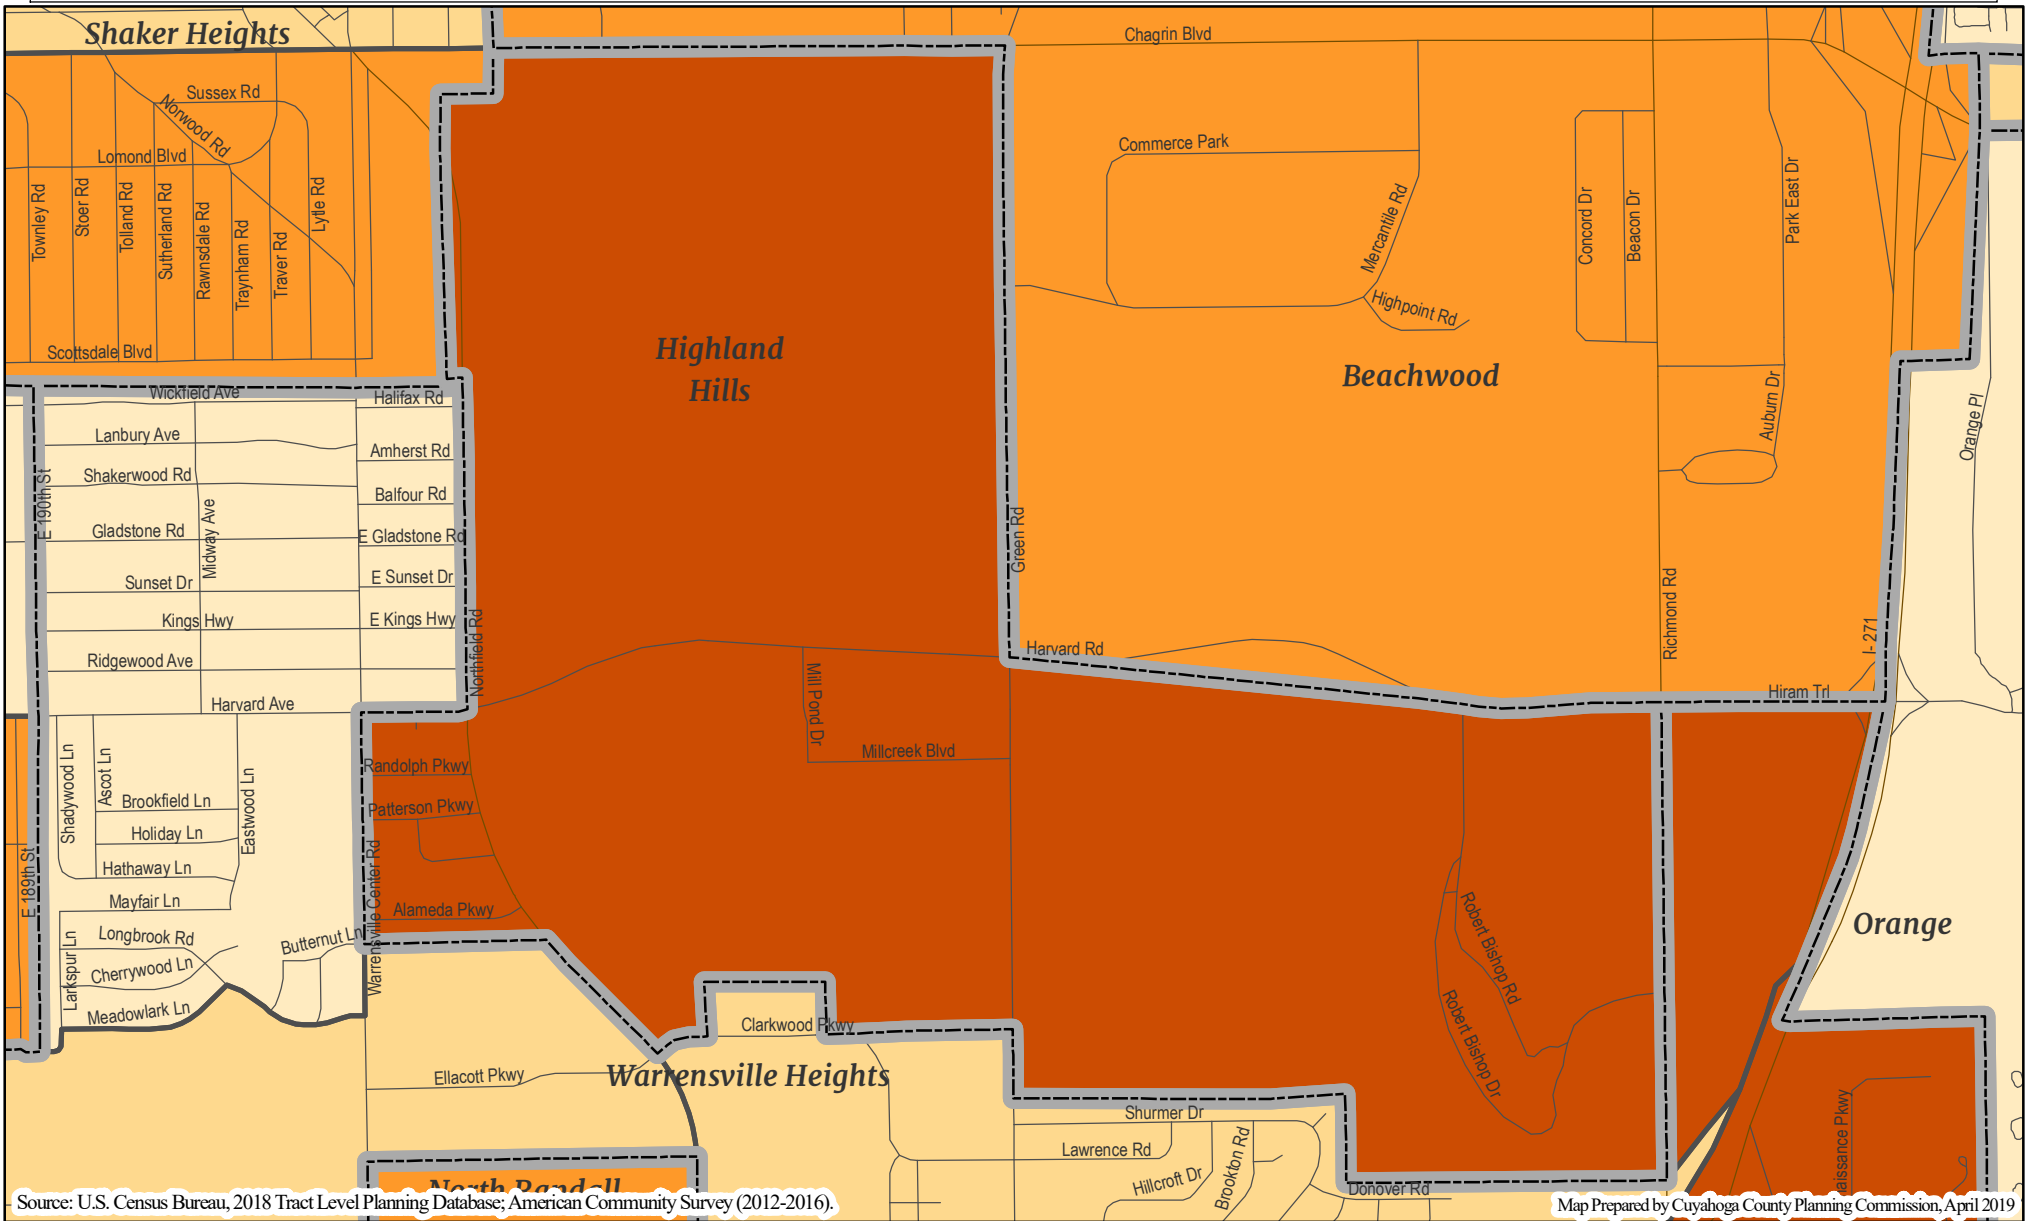 Shaker Heights
Chagrin Blvd
Sussex Rd
Norwood Rd
Lomond Blvd
Commerce Park
Townley Rd
Stoer Rd
Tolland Rd
Sutherland Rd
Rawnsdale Rd
Traynham Rd
Traver Rd
Lytle Rd
Mercantile Rd
Concord Dr
Beacon Dr
Park East Dr
Highpoint Rd
Scottsdale Blvd
Highland
Hills
Beachwood
Wickfield Ave
Halifax Rd
Auburn Dr
Orange Pl
Lanbury Ave
Amherst Rd
Shakerwood Rd
E 190th St
Balfour Rd
Gladstone Rd
Midway Ave
E Gladstone Rd
Green Rd
Sunset Dr
E Sunset Dr
Kings Hwy
E Kings Hwy
Northfield Rd
Richmond Rd
I-271
Ridgewood Ave
Harvard Rd
Harvard Ave
Mill Pond Dr
Hiram Trl
Millcreek Blvd
Randolph Pkwy
Shadywood Ln
Ascot Ln
Eastwood Ln
Brookfield Ln
Patterson Pkwy
Holiday Ln
Hathaway Ln
E 189th St
Warrensville Center Rd
Mayfair Ln
Alameda Pkwy
Longbrook Rd
Butternut Ln
Larkspur Ln
Cherrywood Ln
Meadowlark Ln
Robert Bishop Rd
Robert Bishop Dr
Orange
Clarkwood Pkwy
Ellacott Pkwy
Warrensville Heights
Shurmer Dr
Lawrence Rd
Hillcroft Dr
Brookton Rd
Donover Rd
naissance Pkwy
North Randall
Source: U.S. Census Bureau, 2018 Tract Level Planning Database; American Community Survey (2012-2016).
Map Prepared by Cuyahoga County Planning Commission, April 2019